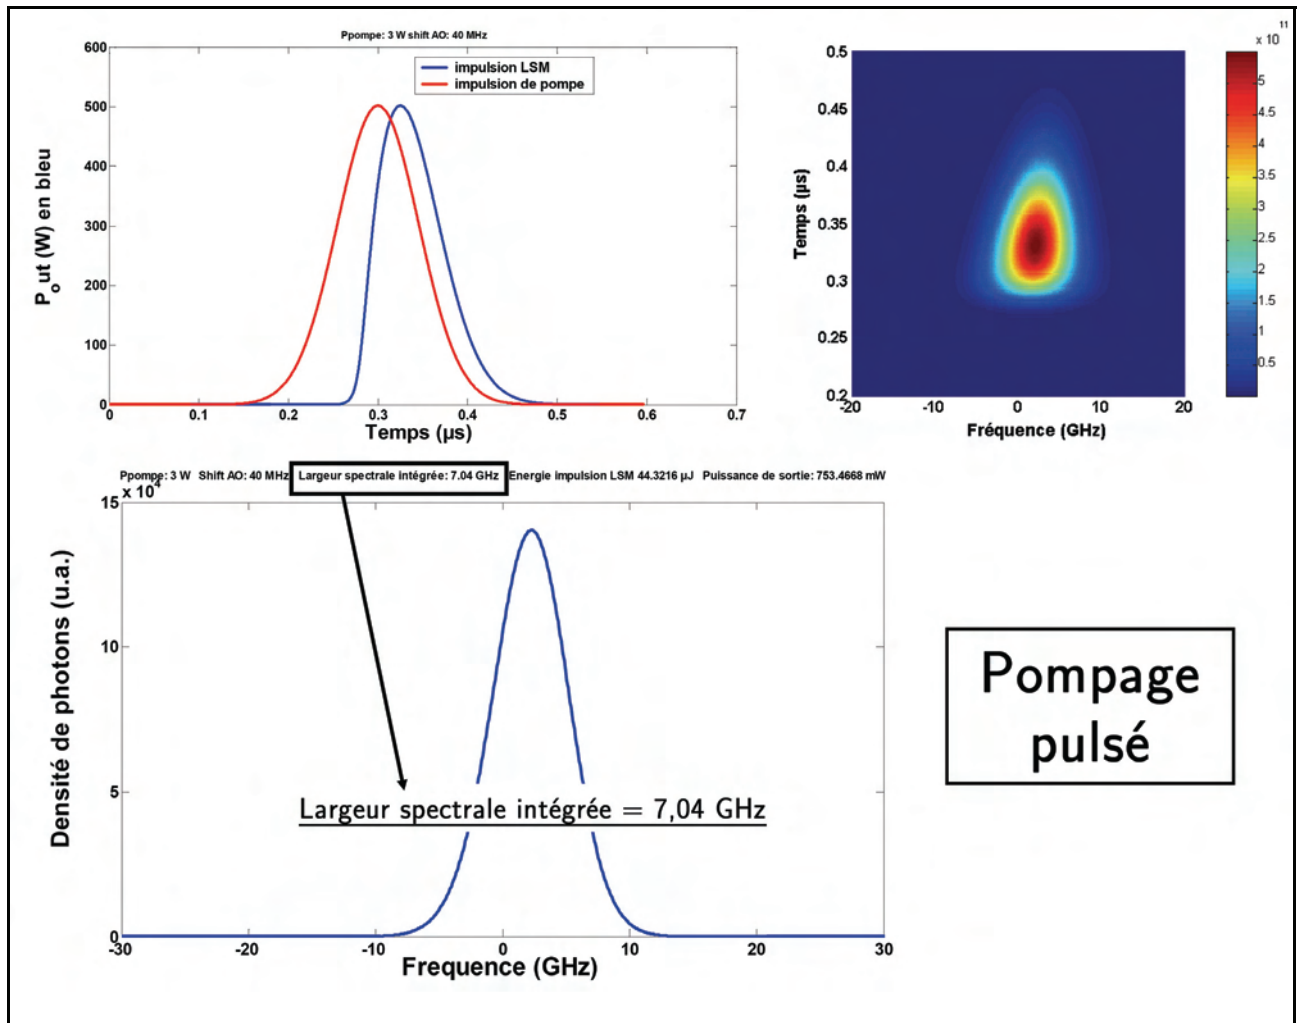 Ppompe: 3 W shift AO: 40 MHz
impulsion LSM
impulsion de pompe
600
500
400
300
200
100
0
P_out (W) en bleu
0 0.1 0.2 0.3 0.4 0.5 0.6 0.7
Temps (µs)
0.5
0.45
0.4
0.35
0.3
0.25
0.2
Temps (µs)
-20 -10 0 10 20
Fréquence (GHz)
x 10^11
5
4.5
4
3.5
3
2.5
2
1.5
1
0.5
Ppompe: 3 W Shift AO: 40 MHz Largeur spectrale intégrée: 7.04 GHz Energie impulsion LSM 44.3216 µJ Puissance de sortie: 753.4668 mW
x 10^4
15
10
5
0
Densité de photons (u.a.)
Largeur spectrale intégrée = 7,04 GHz
-30 -20 -10 0 10 20 30
Frequence (GHz)
Pompage
pulsé